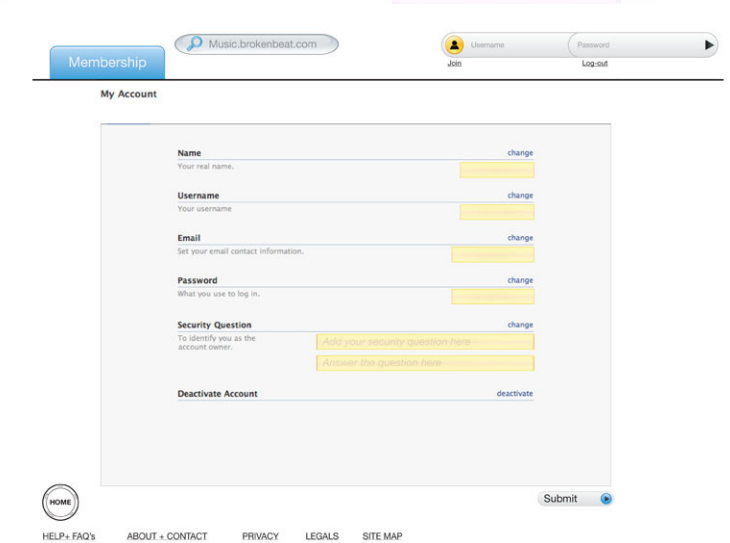 Membership
Music.brokenbeat.com
Username
Password
Join
Log-out
My Account
Name
change
Your real name.
Username
change
Your username
Email
change
Set your email contact information.
Password
change
What you use to log in.
Security Question
change
To identify you as the
account owner.
Add your security question here
Answer the question here
Deactivate Account
deactivate
HOME
Submit
HELP+ FAQ's
ABOUT + CONTACT
PRIVACY
LEGALS
SITE MAP